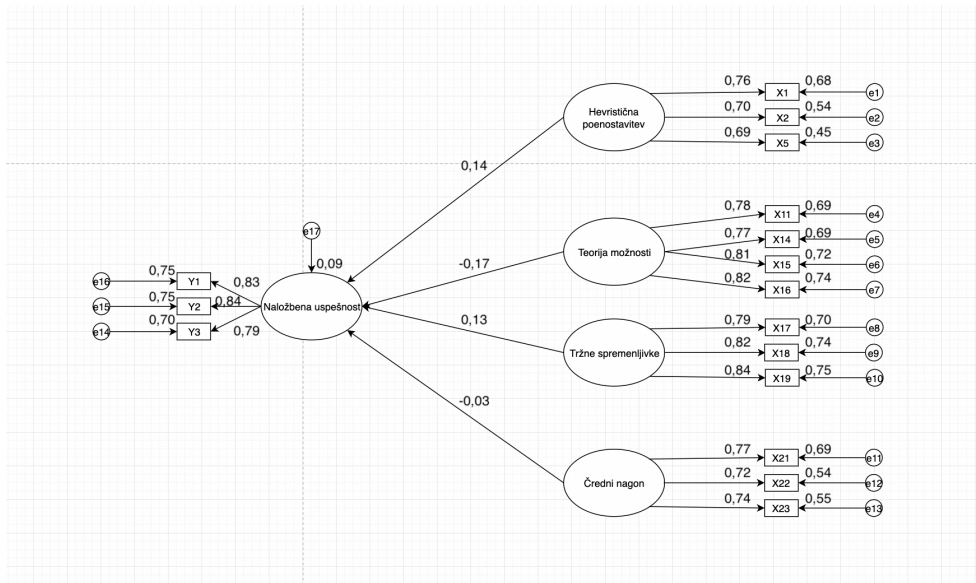 0,76
X1
0,68
e1
Hevristična
poenostavitev
0,70
X2
0,54
e2
0,69
X5
0,45
e3
0,14
0,78
X11
0,69
e4
Teorija možnosti
0,77
X14
0,69
e5
0,81
X15
0,72
e6
0,82
X16
0,74
e7
e17
0,09
-0,17
e16
0,75
Y1
0,83
e15
0,75
Y2
0,84
Naložbena uspešnost
e14
0,70
Y3
0,79
0,13
0,79
X17
0,70
e8
Tržne spremenljivke
0,82
X18
0,74
e9
0,84
X19
0,75
e10
-0,03
0,77
X21
0,69
e11
Čredni nagon
0,72
X22
0,54
e12
0,74
X23
0,55
e13